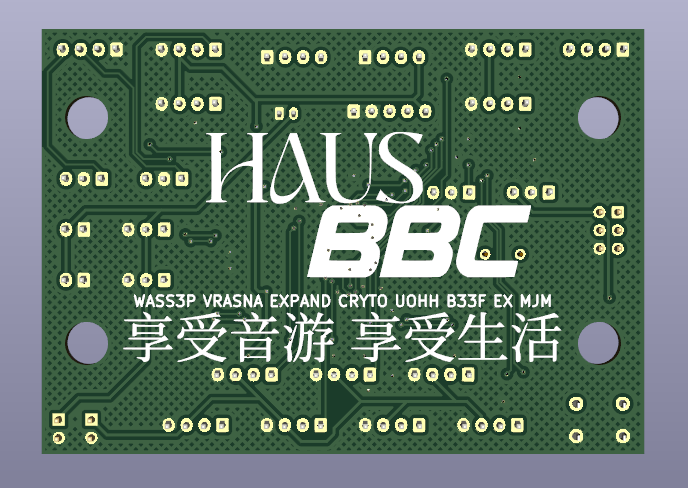 HAUS
BBC
WASS3P VRASNA EXPAND CRYTO UOHH B33F EX MJM
享受音游 享受生活